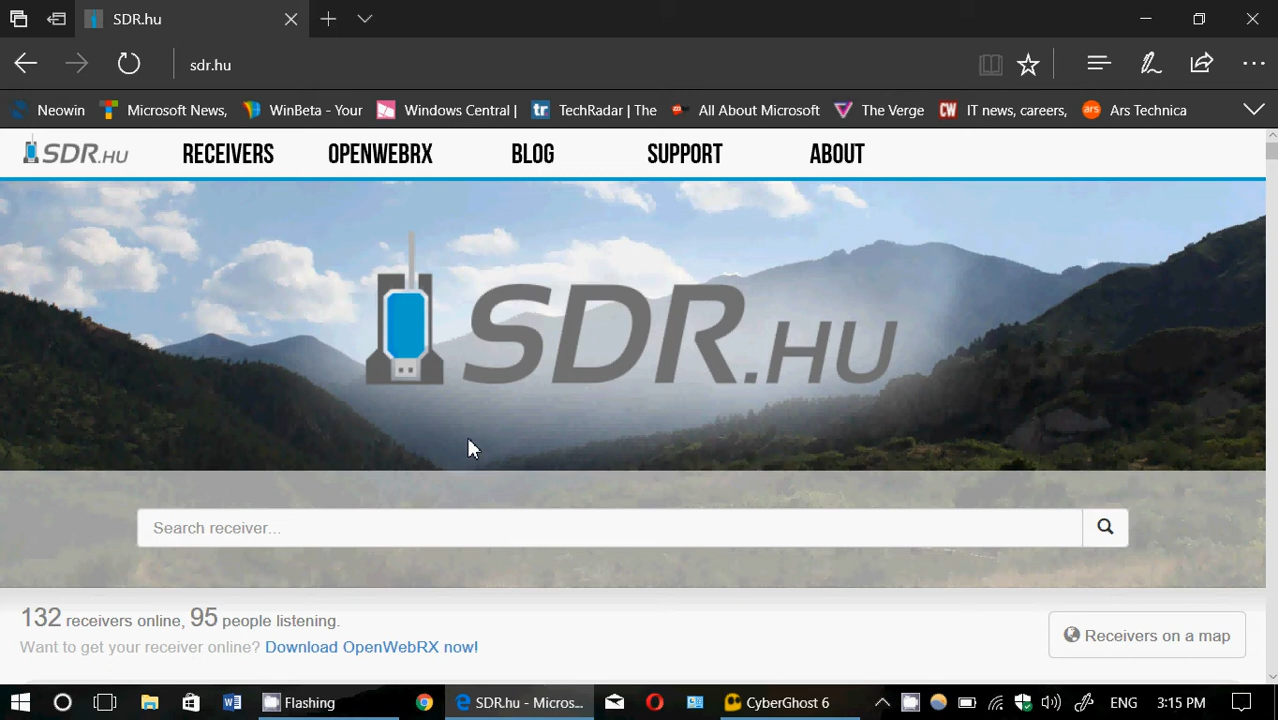 SDR.hu
sdr.hu
Neowin
Microsoft News,
WinBeta - Your
Windows Central |
tr
TechRadar | The
All About Microsoft
The Verge
CW
IT news, careers,
ars
Ars Technica
SDR.HU
RECEIVERS
OPENWEBRX
BLOG
SUPPORT
ABOUT
SDR.HU
Search receiver...
132 receivers online, 95 people listening.
Want to get your receiver online? Download OpenWebRX now!
Receivers on a map
Flashing
SDR.hu - Micros...
CyberGhost 6
ENG
3:15 PM